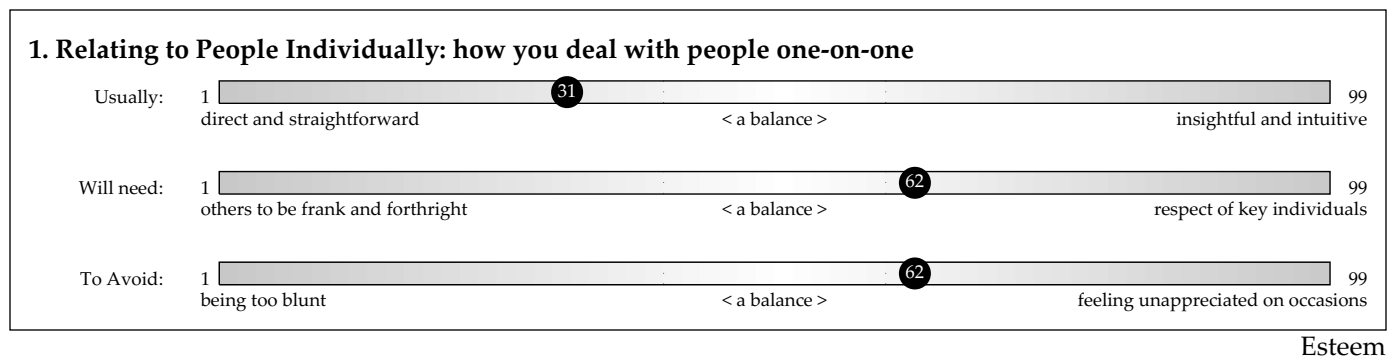 1. Relating to People Individually: how you deal with people one-on-one
Usually: 1 31 99
direct and straightforward < a balance > insightful and intuitive
Will need: 1 62 99
others to be frank and forthright < a balance > respect of key individuals
To Avoid: 1 62 99
being too blunt < a balance > feeling unappreciated on occasions
Esteem